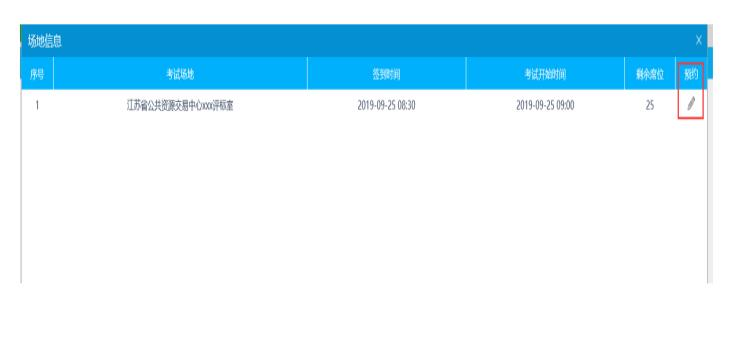 场地信息
序号 考试场地 签到时间 考试开始时间 剩余席位 预约
1 江苏省公共资源交易中心xxx评标室 2019-09-25 08:30 2019-09-25 09:00 25